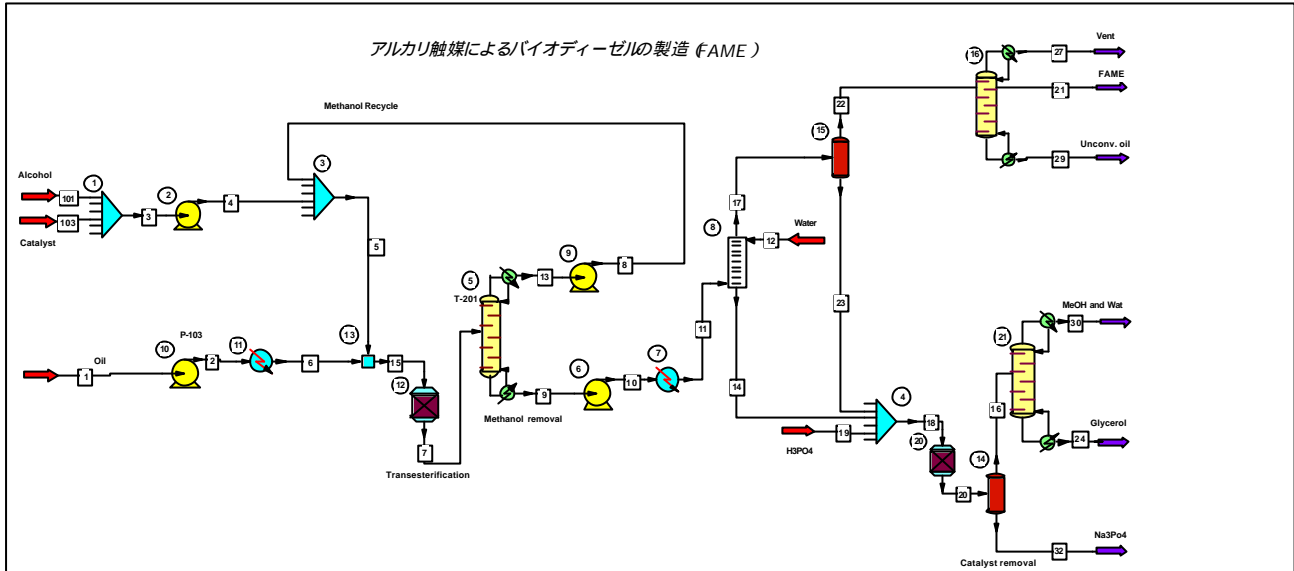 アルカリ触媒によるバイオディーゼルの製造 (FAME )
Methanol Recycle
Alcohol
101
103
Catalyst
1
3
2
4
3
5
P-103
Oil
1
10
2
11
6
13
15
12
7
Transesterification
5
T-201
13
9
8
9
Methanol removal
6
10
7
11
8
Water
12
17
14
15
22
23
16
Vent
27
FAME
21
Unconv. oil
29
H3PO4
19
4
18
20
20
14
16
21
MeOH and Wat
30
Glycerol
24
Na3Po4
32
Catalyst removal